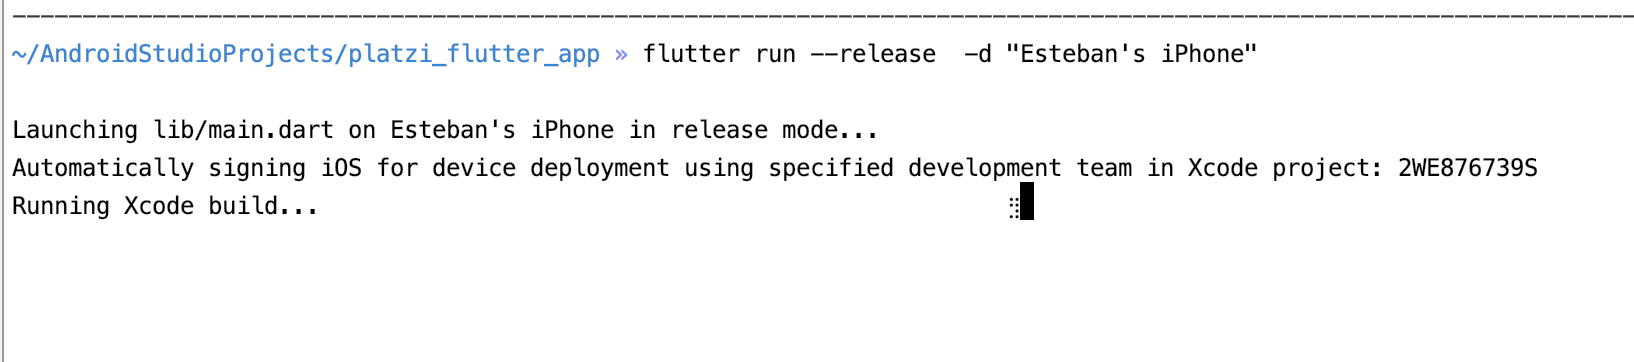 ~/AndroidStudioProjects/platzi_flutter_app » flutter run --release  -d "Esteban's iPhone"
Launching lib/main.dart on Esteban's iPhone in release mode...
Automatically signing iOS for device deployment using specified development team in Xcode project: 2WE876739S
Running Xcode build...